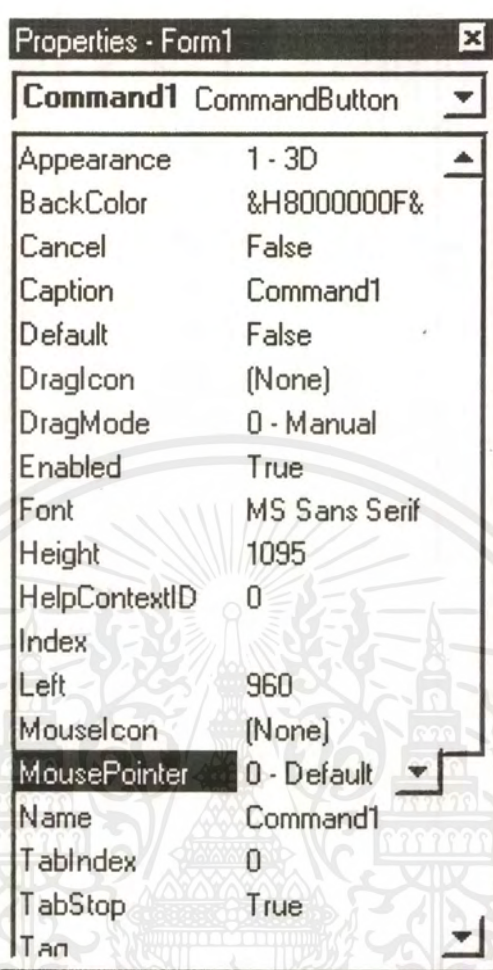 Properties - Form1
Command1 CommandButton
Appearance 1 - 3D
BackColor &H8000000F&
Cancel False
Caption Command1
Default False
DragIcon (None)
DragMode 0 - Manual
Enabled True
Font MS Sans Serif
Height 1095
HelpContextID 0
Index
Left 960
MouseIcon (None)
MousePointer 0 - Default
Name Command1
TabIndex 0
TabStop True
Tag